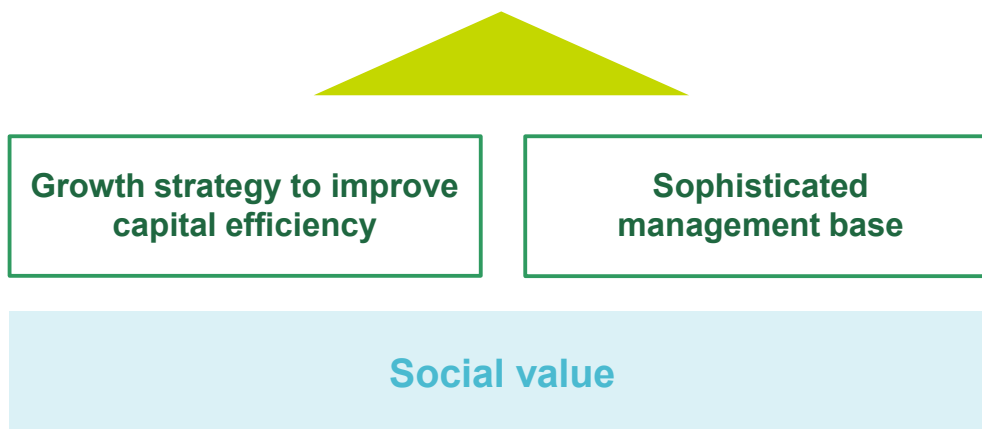 Growth strategy to improve
capital efficiency
Sophisticated
management base
Social value